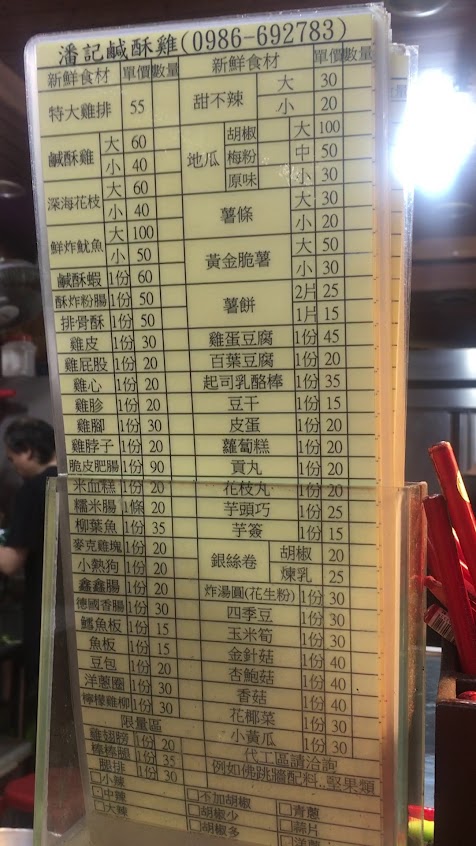 潘記鹹酥雞(0986-692783)
新鮮食材 單價 數量
特大雞排 55
鹹酥雞 大 60
小 40
深海花枝 大 60
小 40
鮮炸魷魚 大 100
小 50
鹹酥蝦 1份 60
酥炸粉腸 1份 50
排骨酥 1份 50
雞皮 1份 30
雞屁股 1份 20
雞心 1份 20
雞胗 1份 20
雞腳 1份 30
雞脖子 1份 20
脆皮肥腸 1份 90
米血糕 1份 20
糯米腸 1條 20
柳葉魚 1份 35
麥克雞塊 1份 20
小熱狗 1份 20
鑫鑫腸 1份 20
德國香腸 1份 30
鱈魚板 1份 15
魚板 1份 15
豆包 1份 20
洋蔥圈 1份 30
檸檬雞柳 1份 30
限量區
雞翅膀 1份 20
棒棒腿 1份 35
腿排 1份 30
□小辣
□中辣
□大辣
新鮮食材 單價 數量
甜不辣 大 30
小 20
地瓜 胡椒 大 100
梅粉 中 50
原味 小 30
薯條 大 30
小 20
黃金脆薯 大 50
小 30
薯餅 2片 25
1片 15
雞蛋豆腐 1份 45
百葉豆腐 1份 20
起司乳酪棒 1份 35
豆干 1份 15
皮蛋 1份 20
蘿蔔糕 1份 20
貢丸 1份 20
花枝丸 1份 20
芋頭巧 1份 25
芋簽 1份 15
銀絲卷 胡椒 20
煉乳 25
炸湯圓(花生粉) 1份 30
四季豆 1份 30
玉米筍 1份 30
金針菇 1份 40
杏鮑菇 1份 40
香菇 1份 40
花椰菜 1份 30
小黃瓜 1份 30
代工區請洽詢
例如佛跳牆配料..堅果類
□不加胡椒
□胡椒少 □青蔥
□胡椒多 □蒜片
□洋蔥